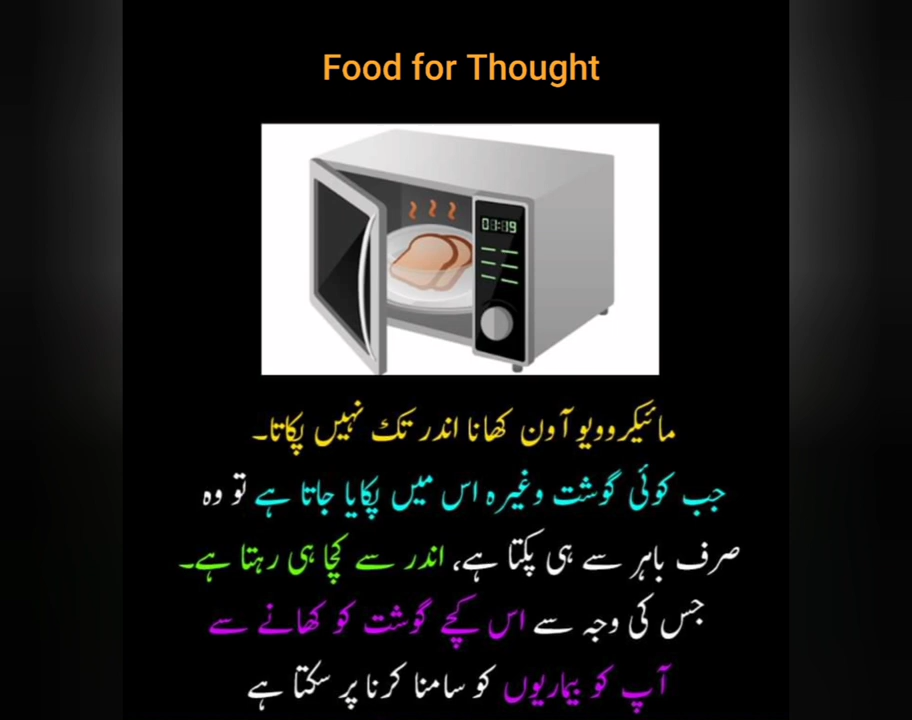 Food for Thought
01:19
مائیکروویو آون کھانا اندر تک نہیں پکاتا۔
جب کوئی گوشت وغیرہ اس میں پکایا جاتا ہے تو وہ
صرف باہر سے ہی پکتا ہے، اندر سے کچا ہی رہتا ہے۔
جس کی وجہ سے اس کچے گوشت کو کھانے سے
آپ کو بیماریوں کو سامنا کرنا پر سکتا ہے